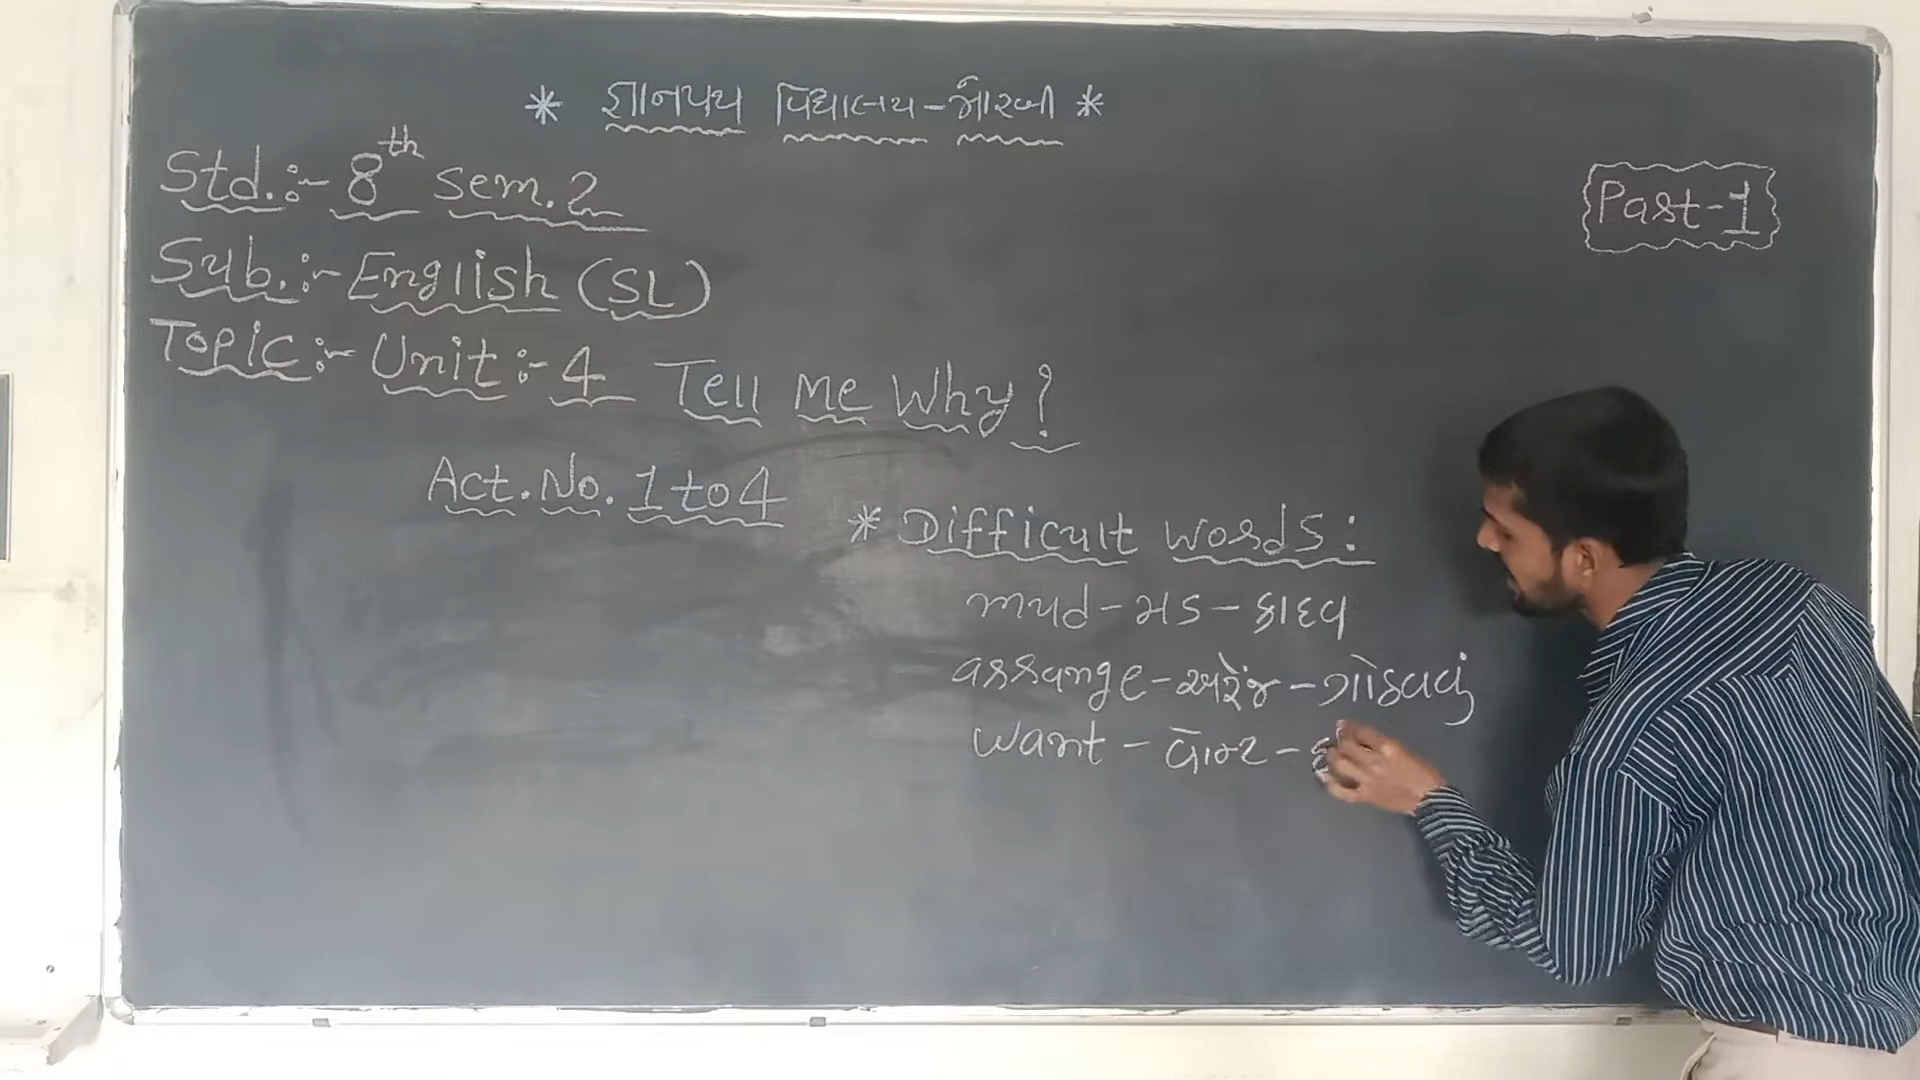 * જ્ઞાનપથ વિદ્યાલય - મોરબી *
Std. :- 8th Sem. 2
Part-1
Sub. :- English (SL)
Topic :- Unit :- 4 Tell Me Why?
Act. No. 1 to 4
* Difficult words :
mud - મડ - કાદવ
arrange - અરેંજ - ગોઠવવું
want - વૉન્ટ -